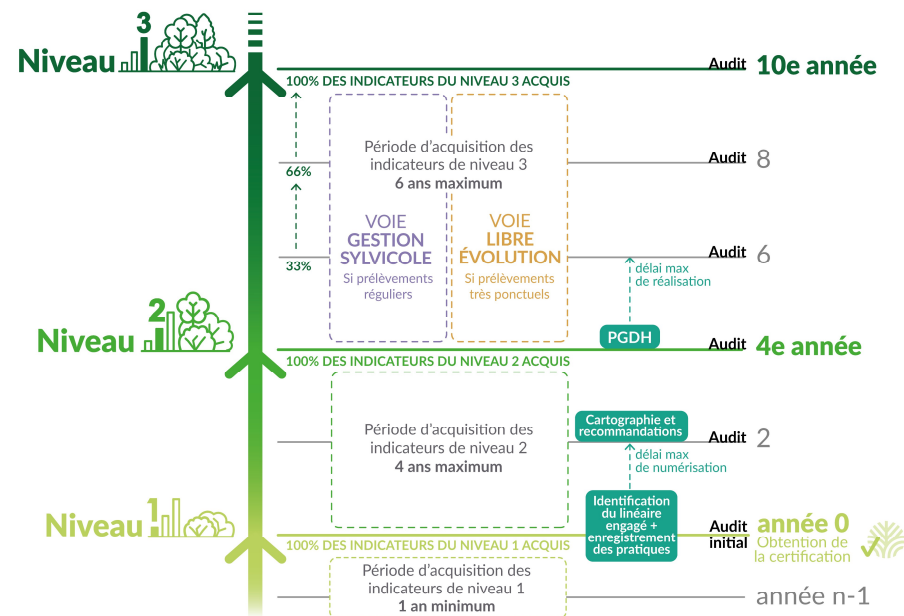 Niveau 3
Audit 10e année
100% DES INDICATEURS DU NIVEAU 3 ACQUIS
Période d'acquisition des
indicateurs de niveau 3
6 ans maximum
Audit 8
66%
VOIE
GESTION
SYLVICOLE
Si prélèvements
réguliers
VOIE
LIBRE
ÉVOLUTION
Si prélèvements
très ponctuels
33%
Audit 6
délai max
de réalisation
PGDH
Niveau 2
Audit 4e année
100% DES INDICATEURS DU NIVEAU 2 ACQUIS
Période d'acquisition des
indicateurs de niveau 2
4 ans maximum
Cartographie et
recommandations
Audit 2
délai max
de numérisation
Identification
du linéaire
engagé +
enregistrement
des pratiques
Niveau 1
Audit
initial
année 0
Obtention de
la certification
100% DES INDICATEURS DU NIVEAU 1 ACQUIS
Période d'acquisition des
indicateurs de niveau 1
1 an minimum
année n-1